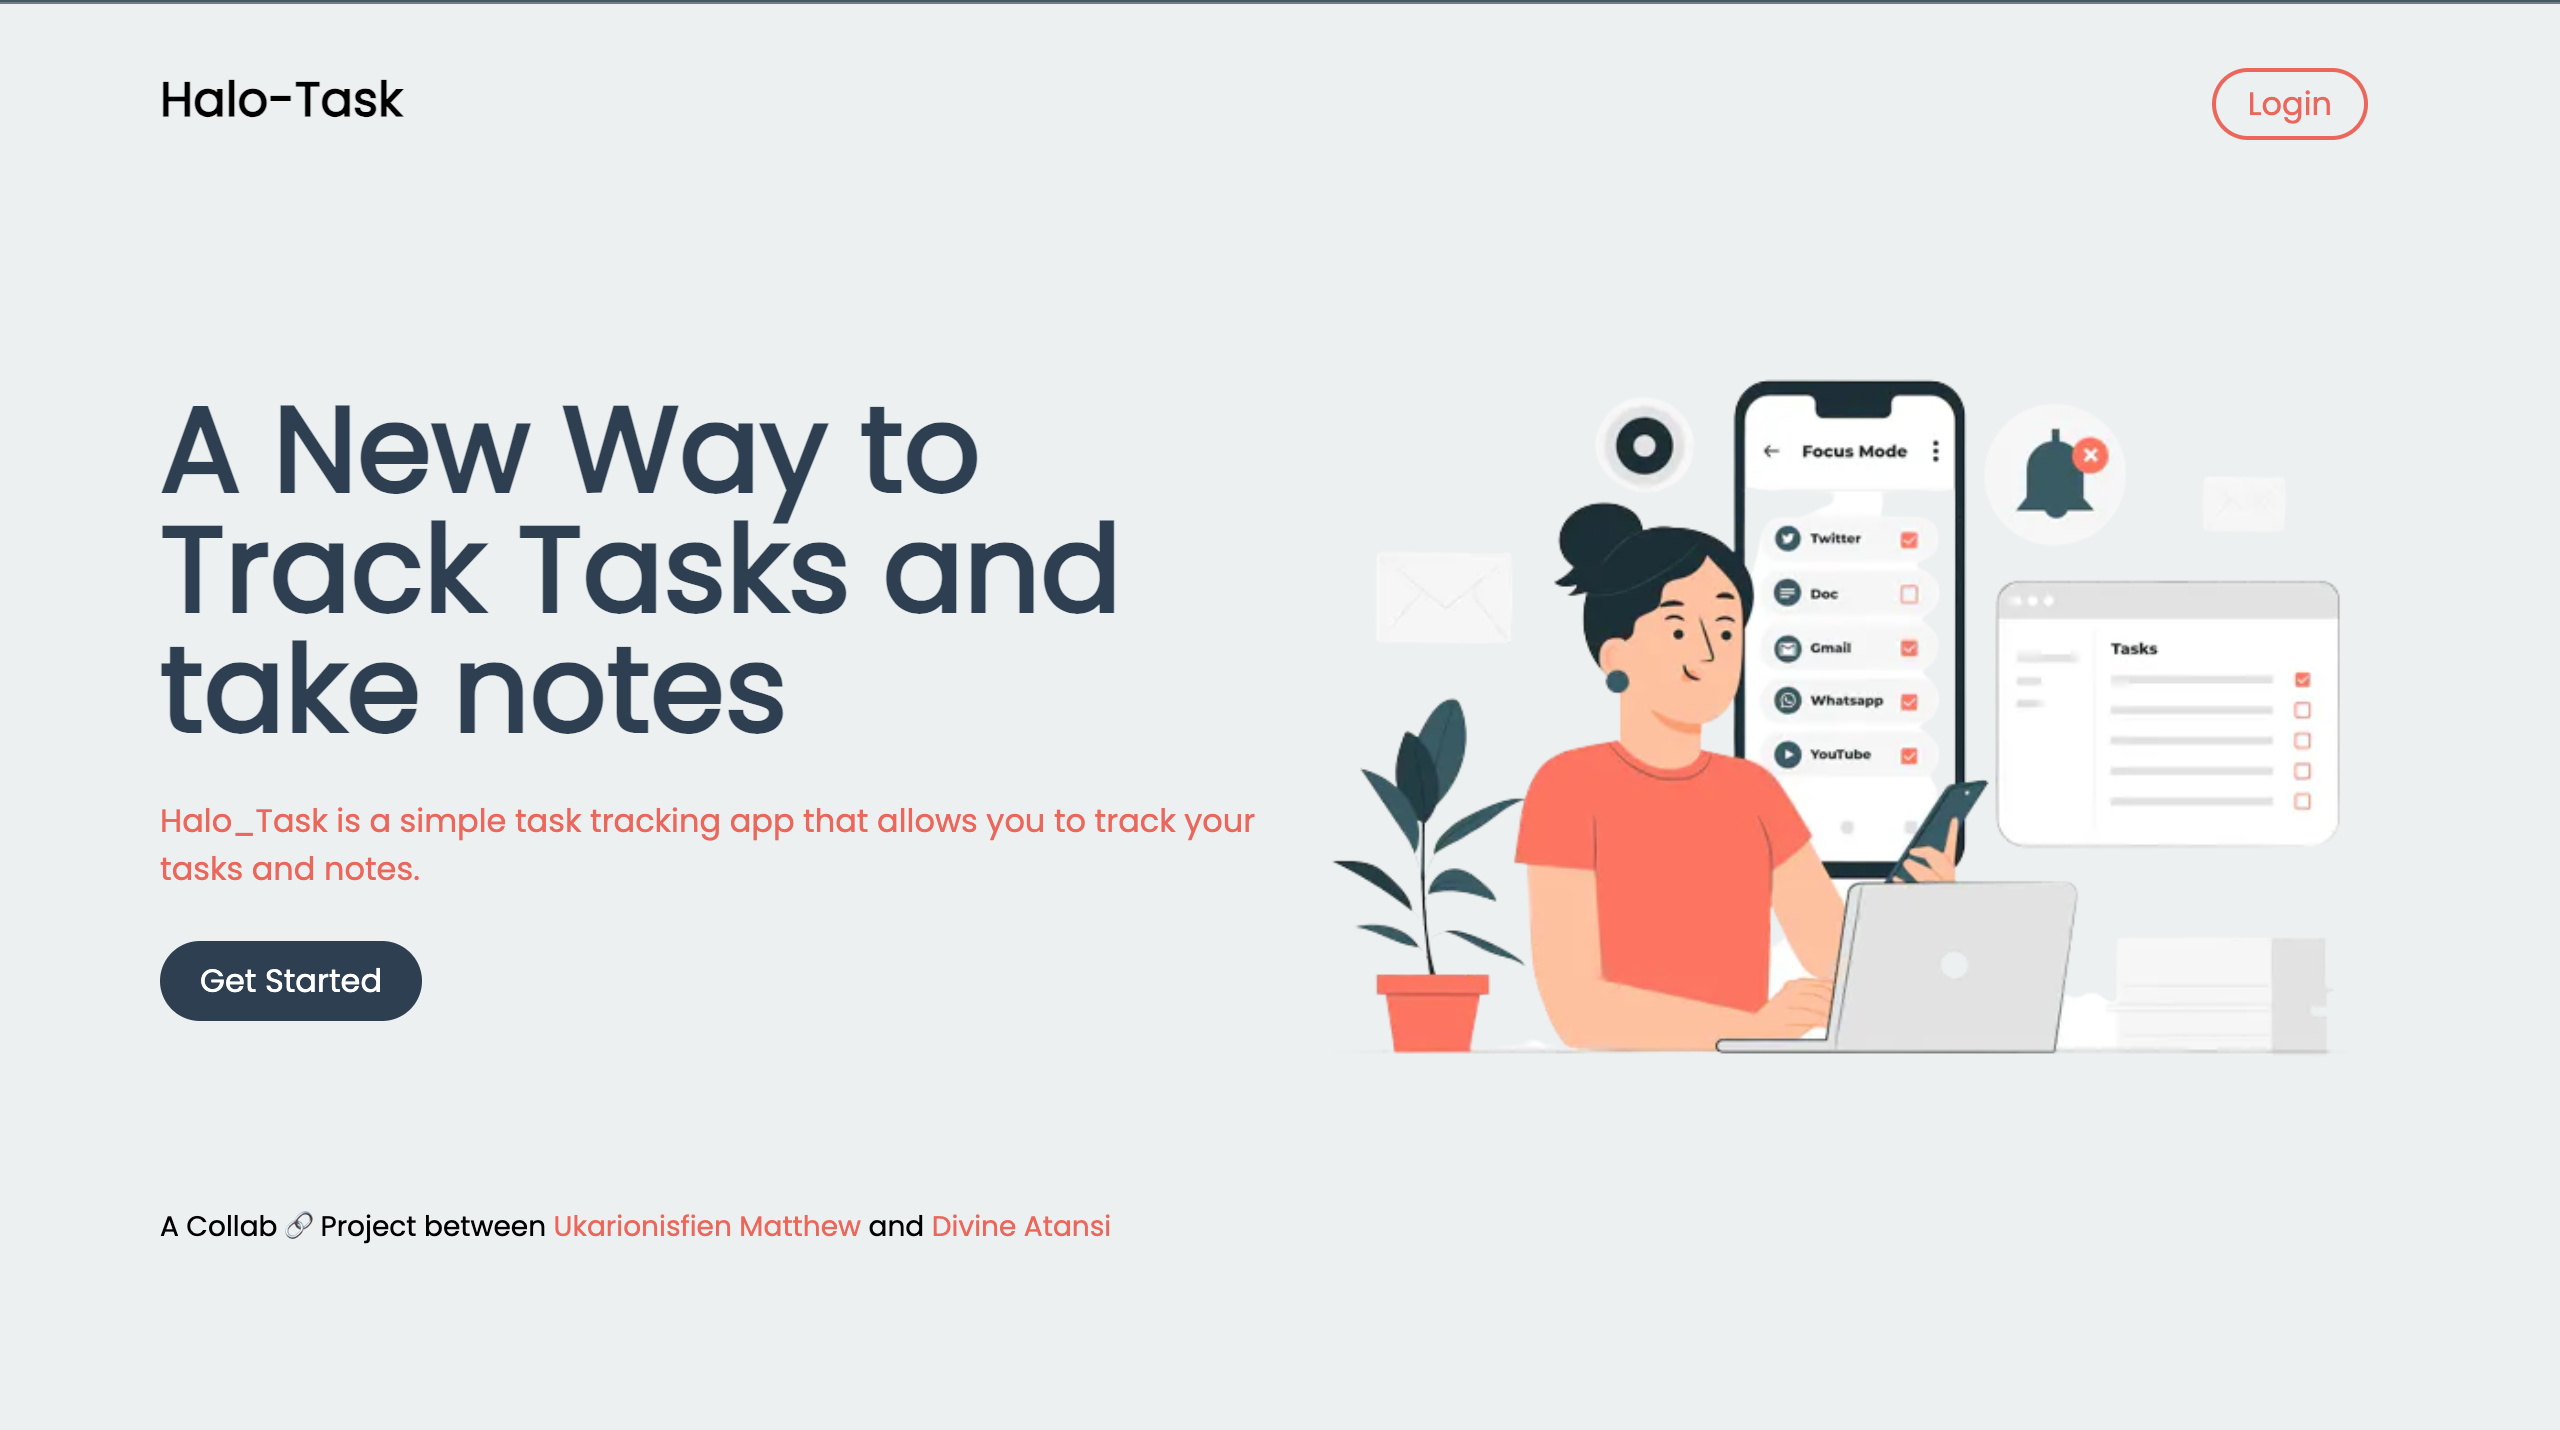 Halo-Task
Login
A New Way to
Track Tasks and
take notes
Halo_Task is a simple task tracking app that allows you to track your
tasks and notes.
Get Started
Focus Mode
Twitter
Doc
Gmail
Whatsapp
YouTube
Tasks
A Collab 🔗 Project between Ukarionisfien Matthew and Divine Atansi